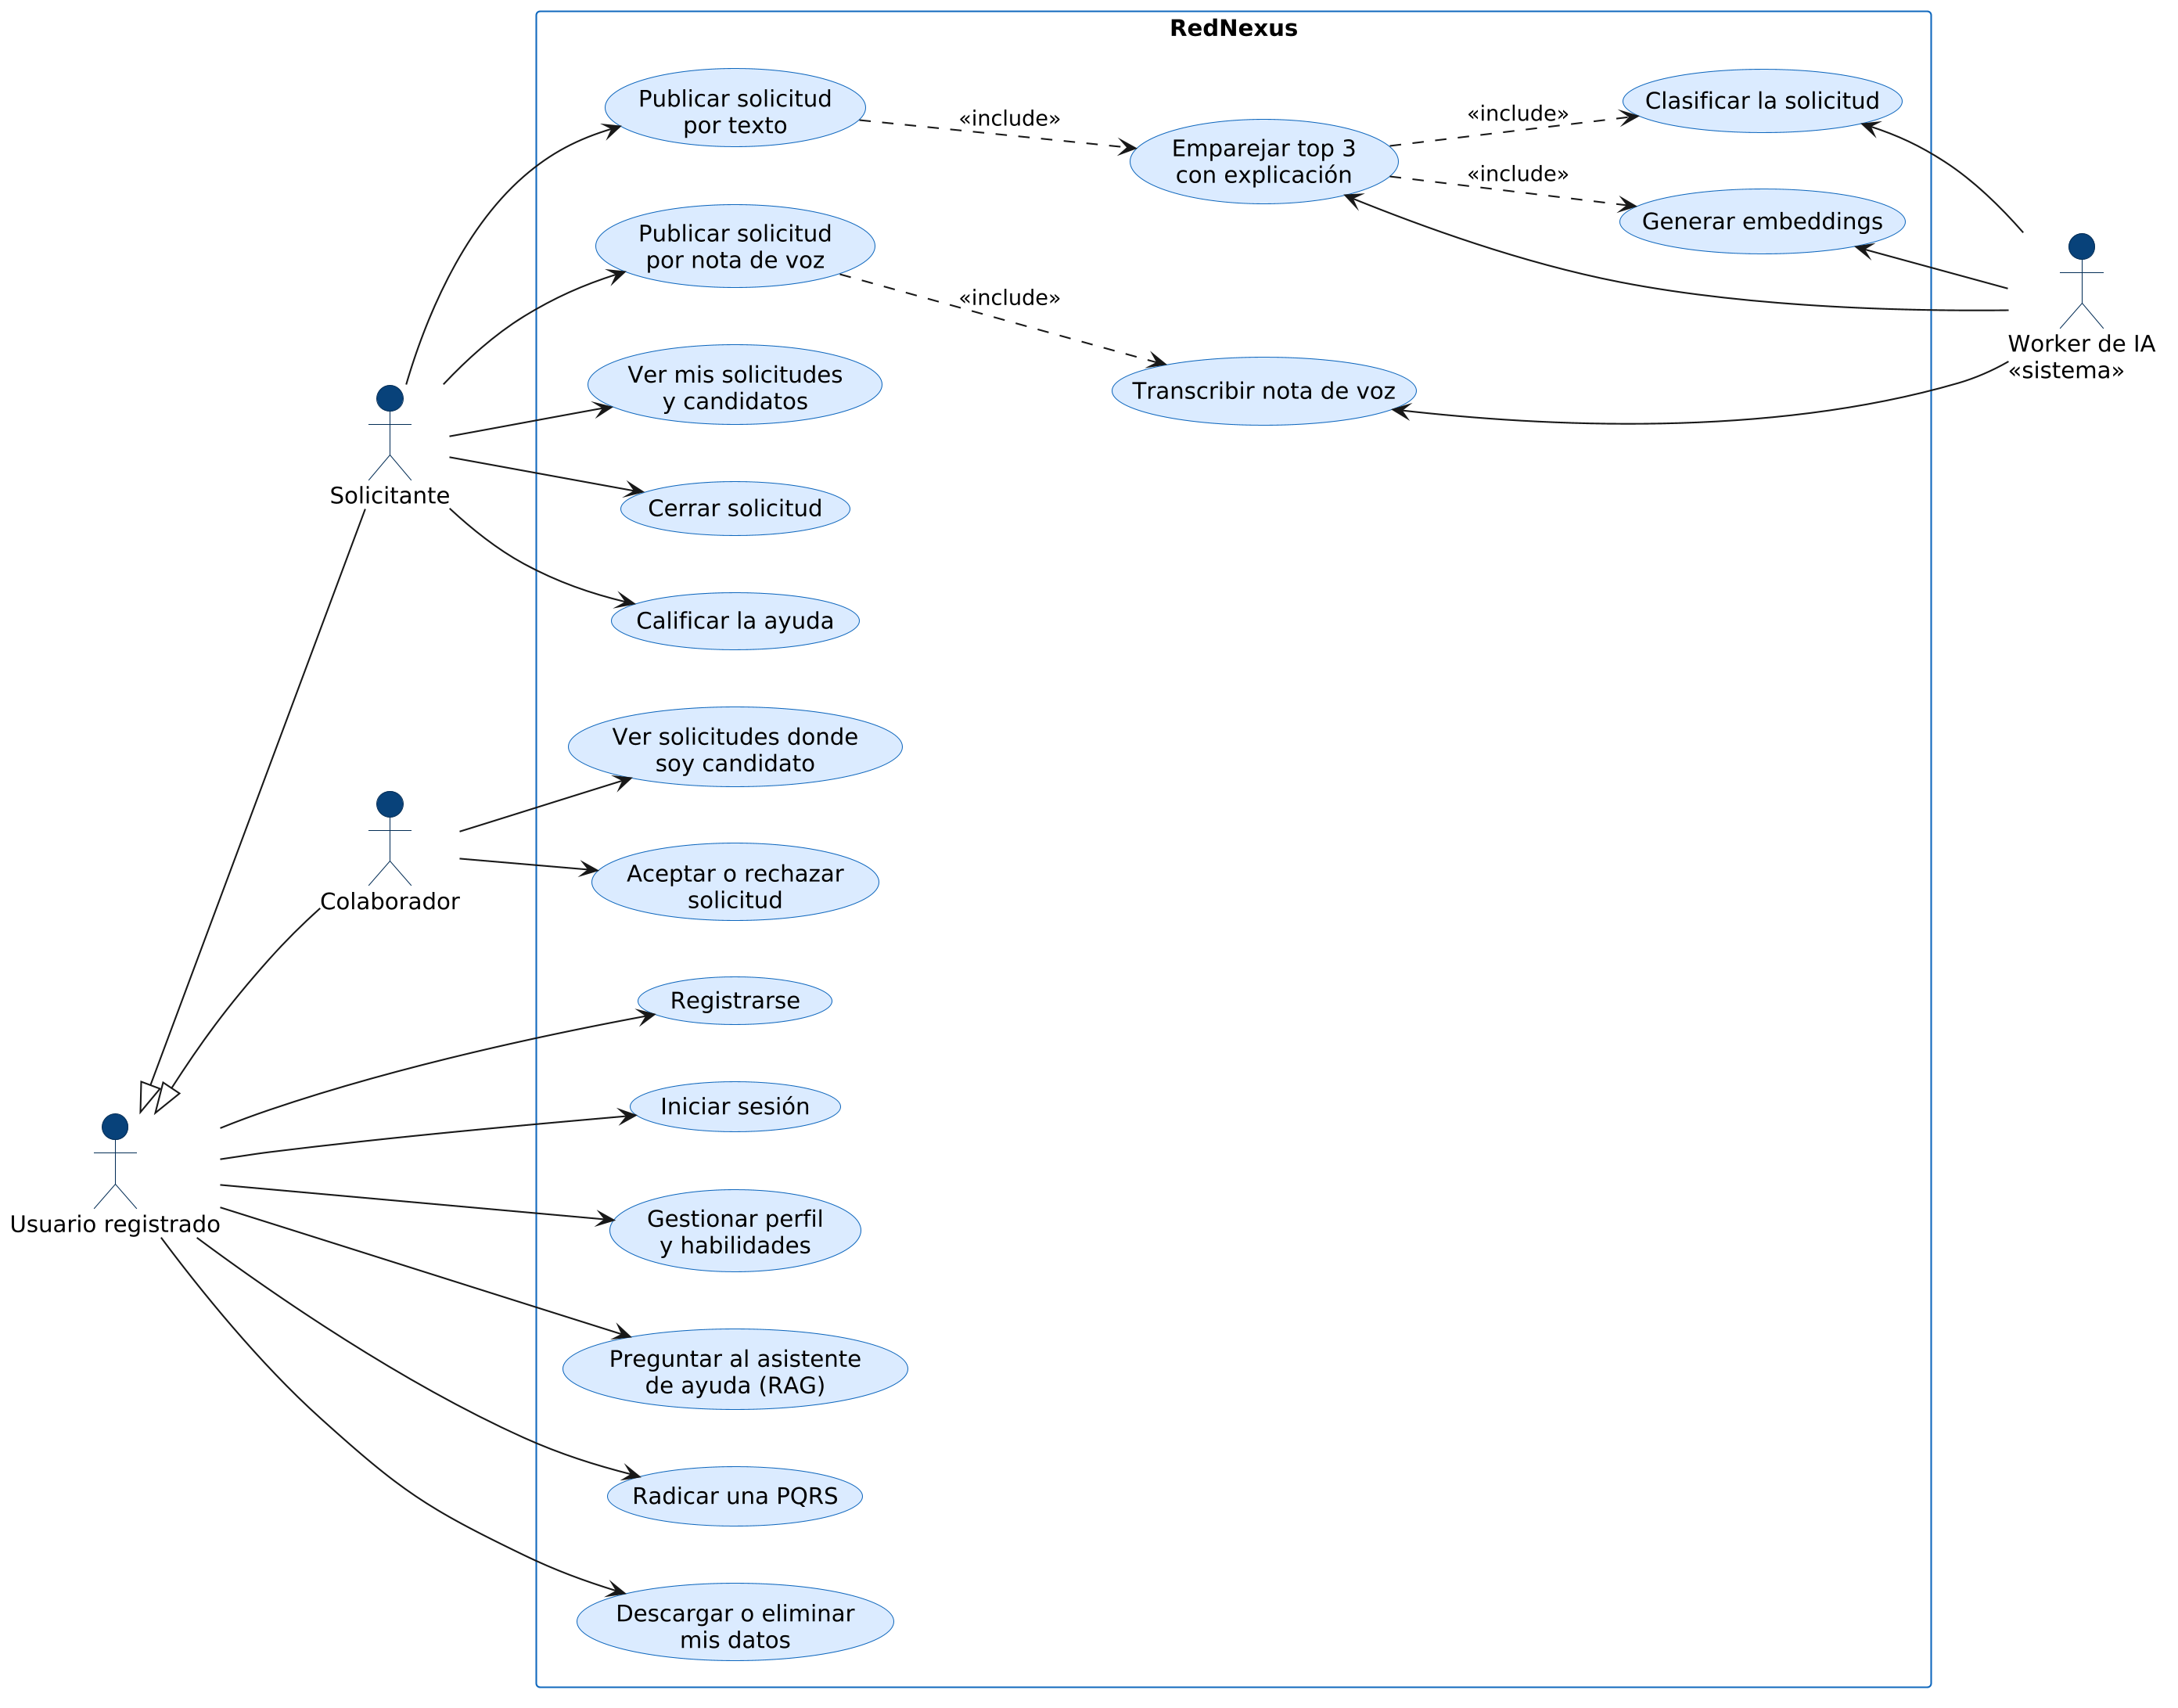 RedNexus
Publicar solicitud
por texto
«include»
Emparejar top 3
con explicación
«include»
Clasificar la solicitud
«include»
Generar embeddings
Publicar solicitud
por nota de voz
«include»
Transcribir nota de voz
Worker de IA
«sistema»
Ver mis solicitudes
y candidatos
Solicitante
Cerrar solicitud
Calificar la ayuda
Ver solicitudes donde
soy candidato
Aceptar o rechazar
solicitud
Colaborador
Registrarse
Iniciar sesión
Usuario registrado
Gestionar perfil
y habilidades
Preguntar al asistente
de ayuda (RAG)
Radicar una PQRS
Descargar o eliminar
mis datos